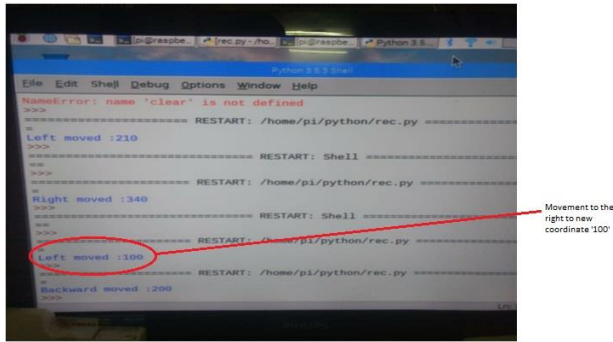 [pi@raspbe... rec.py - /ho... [pi@raspbe... Python 3.5...
Python 3.5.3 Shell
File Edit Shell Debug Options Window Help
NameError: name 'clear' is not defined
>>>
======================= RESTART: /home/pi/python/rec.py =============
=
Left moved :210
>>>
=============================== RESTART: Shell ====================
==
>>>
======================= RESTART: /home/pi/python/rec.py =============
=
Right moved :340
>>>
=============================== RESTART: Shell ====================
==
>>>
======================= RESTART: /home/pi/python/rec.py =============
=
Left moved :100
>>>
======================= RESTART: /home/pi/python/rec.py =============
=
Backward moved :200
>>>
Ln:
PHILIPS
Movement to the
right to new
coordinate '100'